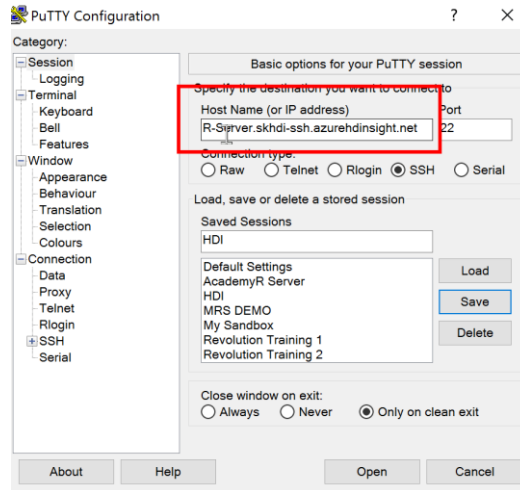 PuTTY Configuration ?
Category:
Session
Logging
Terminal
Keyboard
Bell
Features
Window
Appearance
Behaviour
Translation
Selection
Colours
Connection
Data
Proxy
Telnet
Rlogin
SSH
Serial
Basic options for your PuTTY session
Specify the destination you want to connect to
Host Name (or IP address) Port
R-Server.skhdi-ssh.azurehdinsight.net 22
Connection type:
Raw Telnet Rlogin SSH Serial
Load, save or delete a stored session
Saved Sessions
HDI
Default Settings
AcademyR Server
HDI
MRS DEMO
My Sandbox
Revolution Training 1
Revolution Training 2
Load
Save
Delete
Close window on exit:
Always Never Only on clean exit
About Help Open Cancel